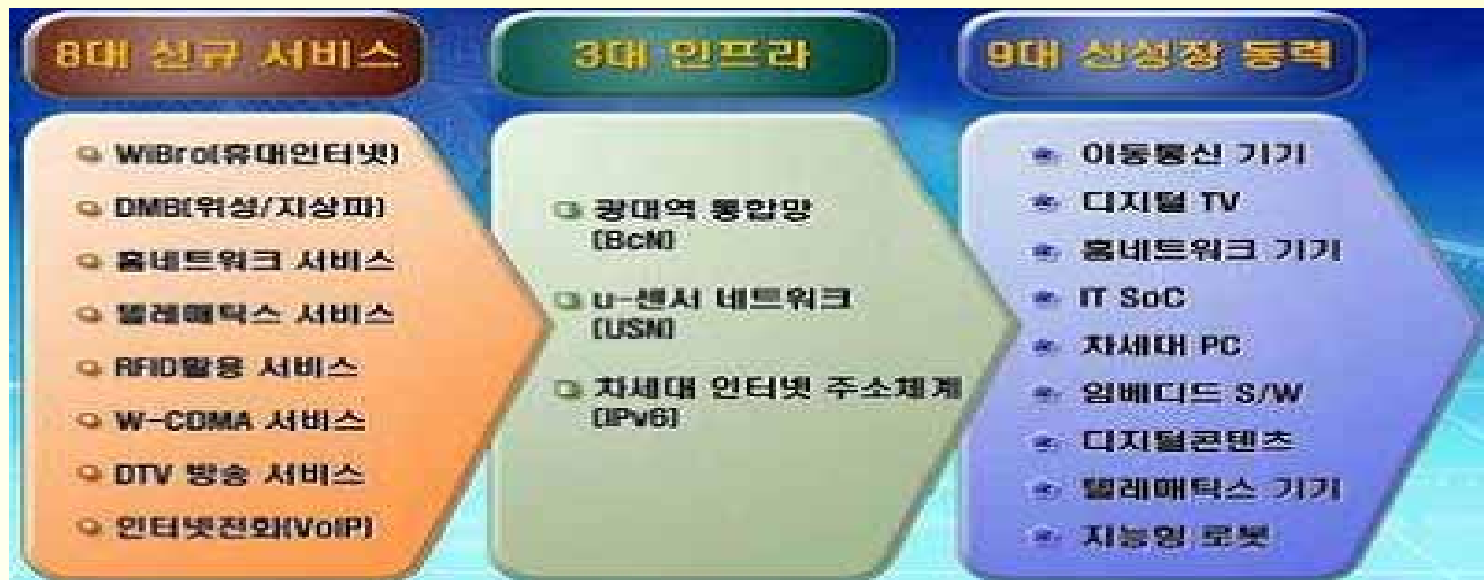 8대 신규 서비스
WiBro(휴대인터넷)
DMB(위성/지상파)
홈네트워크 서비스
텔레매틱스 서비스
RFID활용 서비스
W-CDMA 서비스
DTV 방송 서비스
인터넷전화(VoIP)
3대 인프라
광대역 통합망
(BcN)
u-센서 네트워크
(USN)
차세대 인터넷 주소체계
(IPv6)
9대 신성장 동력
이동통신 기기
디지털 TV
홈네트워크 기기
IT SoC
차세대 PC
임베디드 S/W
디지털콘텐츠
텔레매틱스 기기
지능형 로봇